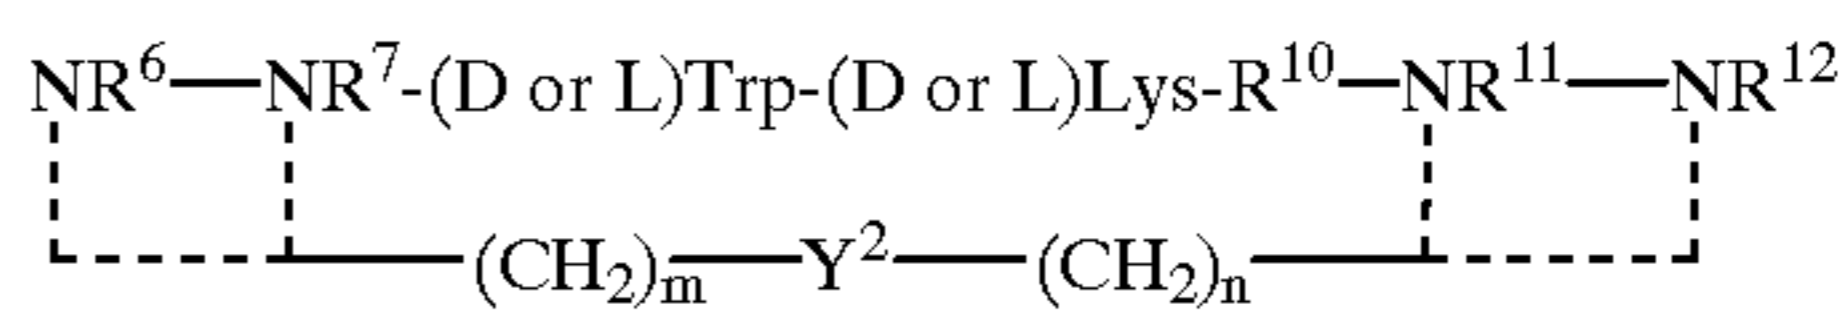 NR⁶—NR⁷-(D or L)Trp-(D or L)Lys-R¹⁰—NR¹¹—NR¹²
(CH₂)ₘ—Y²—(CH₂)ₙ